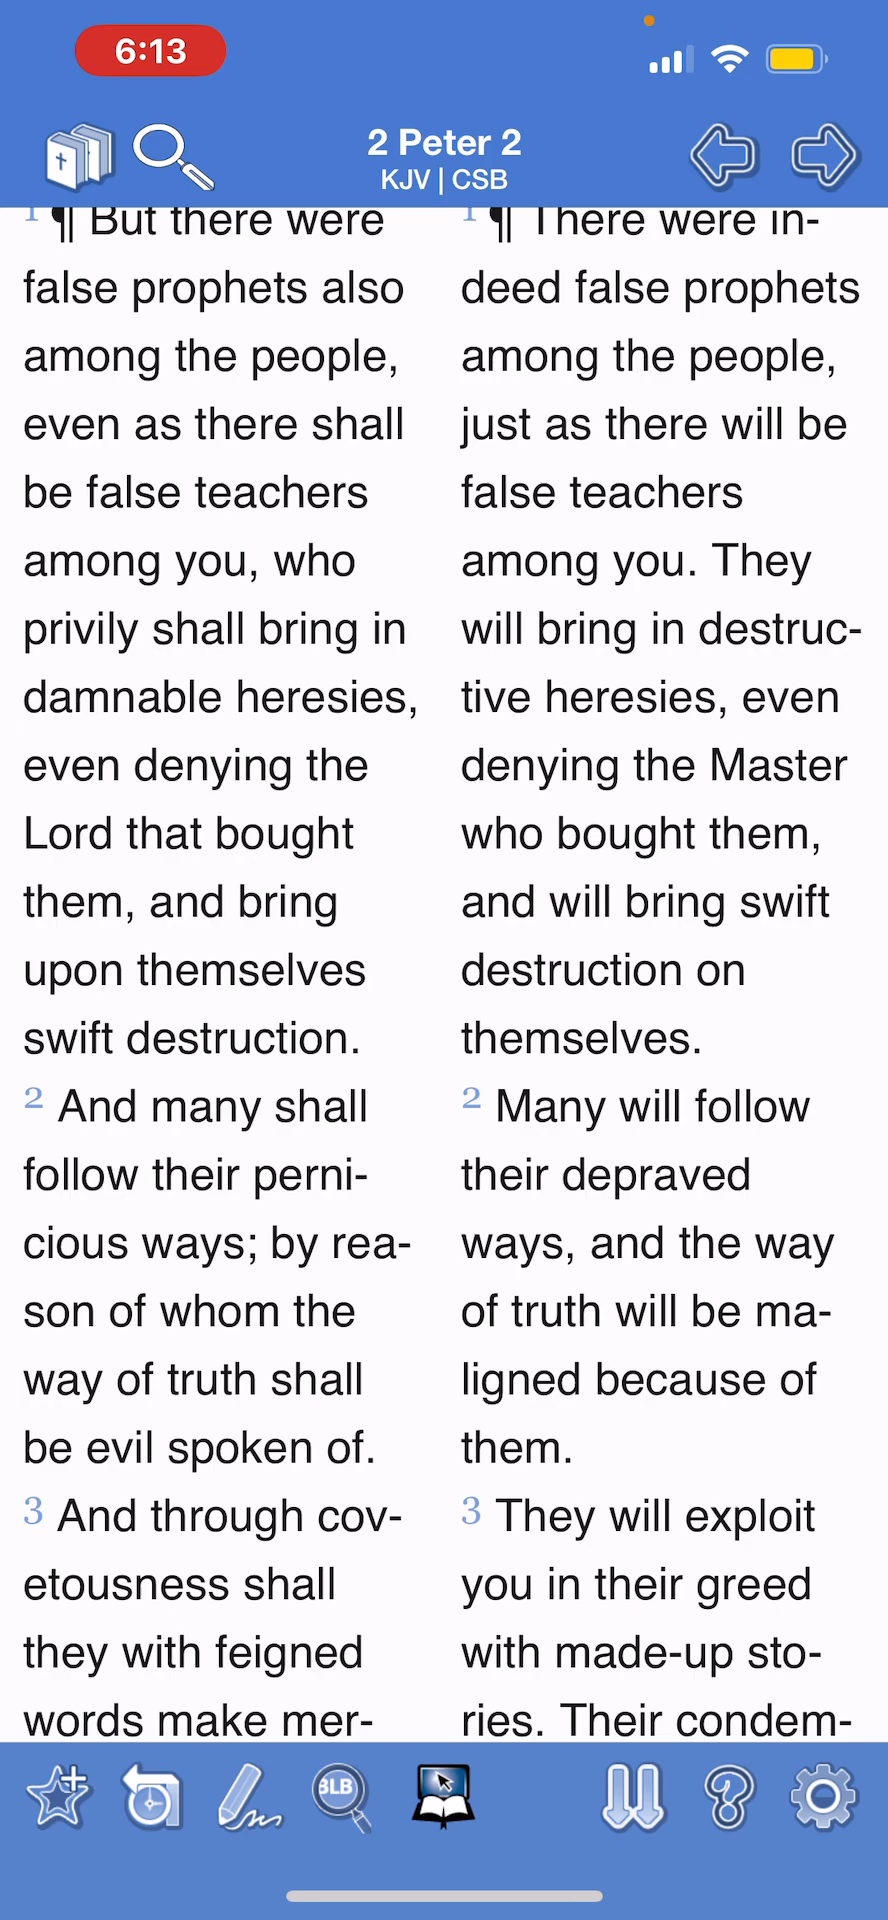 6:13
2 Peter 2
KJV | CSB
1 ¶ But there were
false prophets also
among the people,
even as there shall
be false teachers
among you, who
privily shall bring in
damnable heresies,
even denying the
Lord that bought
them, and bring
upon themselves
swift destruction.
2 And many shall
follow their perni-
cious ways; by rea-
son of whom the
way of truth shall
be evil spoken of.
3 And through cov-
etousness shall
they with feigned
words make mer-
1 ¶ There were in-
deed false prophets
among the people,
just as there will be
false teachers
among you. They
will bring in destruc-
tive heresies, even
denying the Master
who bought them,
and will bring swift
destruction on
themselves.
2 Many will follow
their depraved
ways, and the way
of truth will be ma-
ligned because of
them.
3 They will exploit
you in their greed
with made-up sto-
ries. Their condem-
BLB